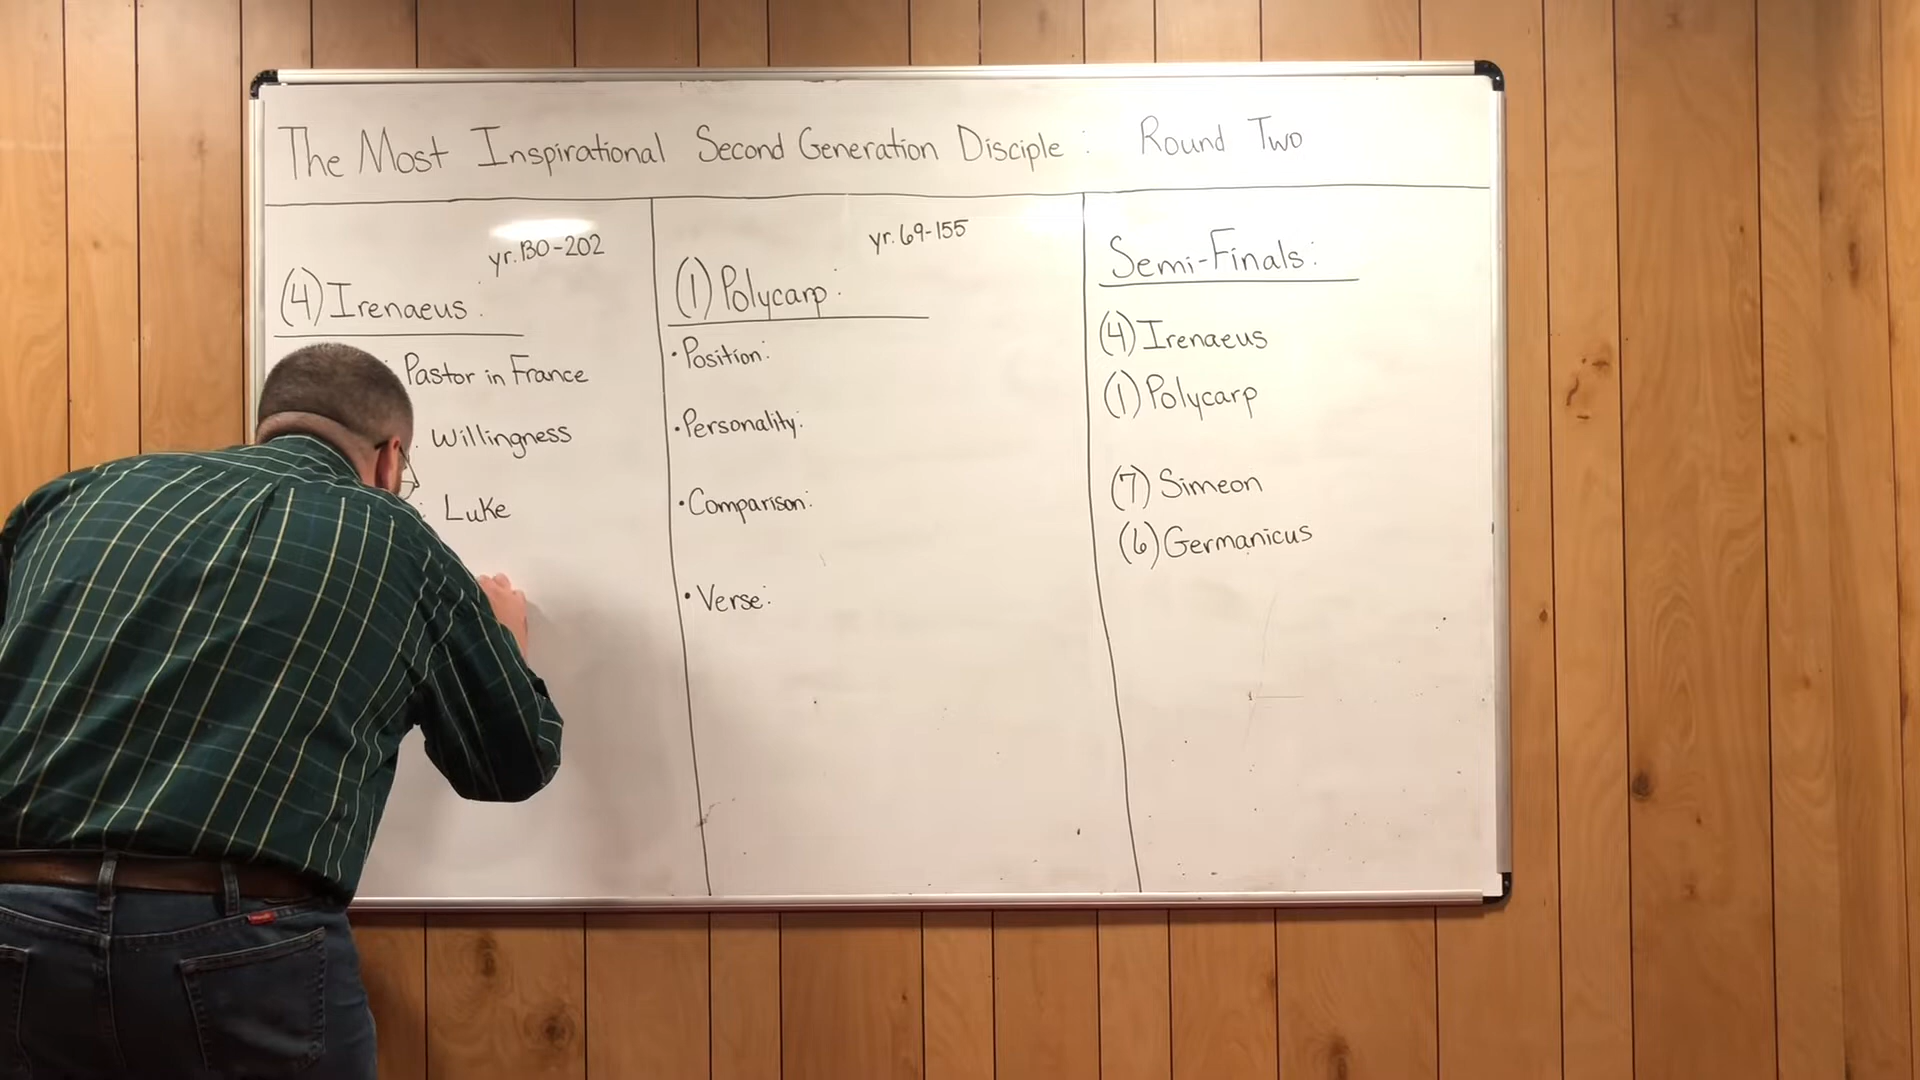 The Most Inspirational Second Generation Disciple: Round Two
yr. 130-202
(4) Irenaeus:
: Pastor in France
: Willingness
: Luke
yr. 69-155
(1) Polycarp:
• Position:
• Personality:
• Comparison:
• Verse:
Semi-Finals:
(4) Irenaeus
(1) Polycarp
(7) Simeon
(6) Germanicus